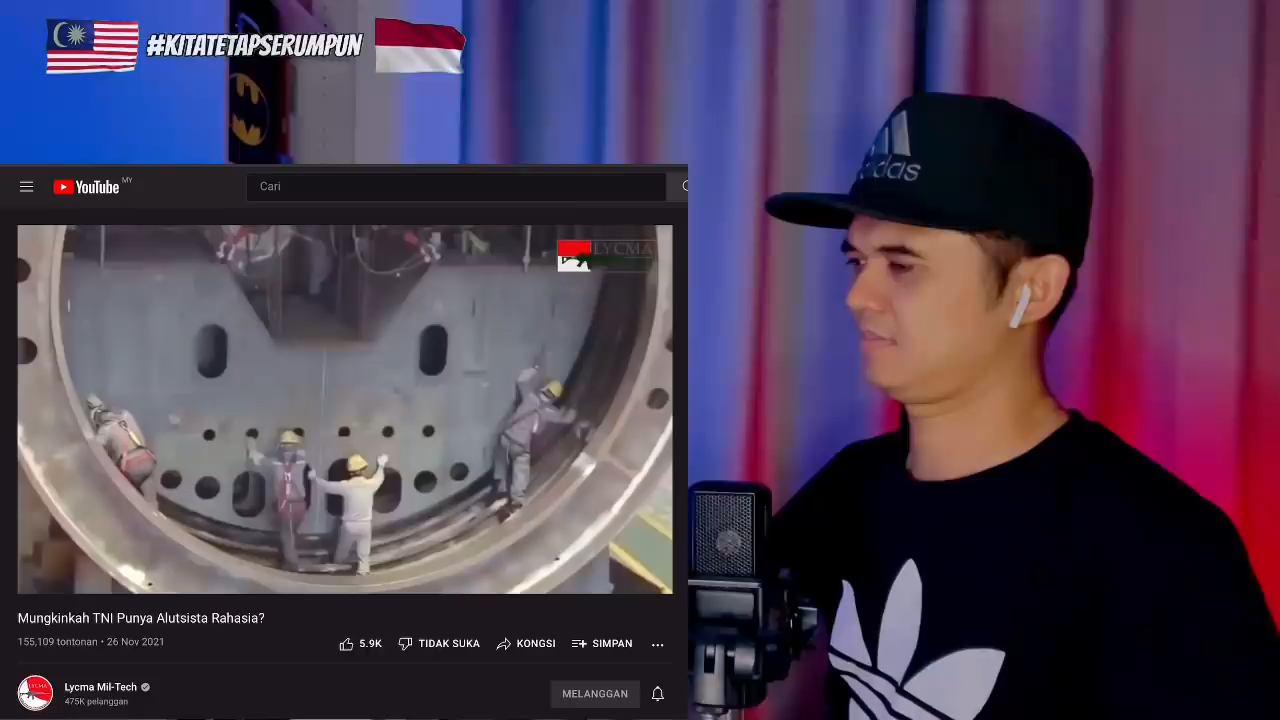 #KITATETAPSERUMPUN
YouTube MY
Cari
LYCMA
adidas
Mungkinkah TNI Punya Alutsista Rahasia?
155,109 tontonan • 26 Nov 2021
5.9K
TIDAK SUKA
KONGSI
SIMPAN
LYCMA
Lycma Mil-Tech
475K pelanggan
MELANGGAN